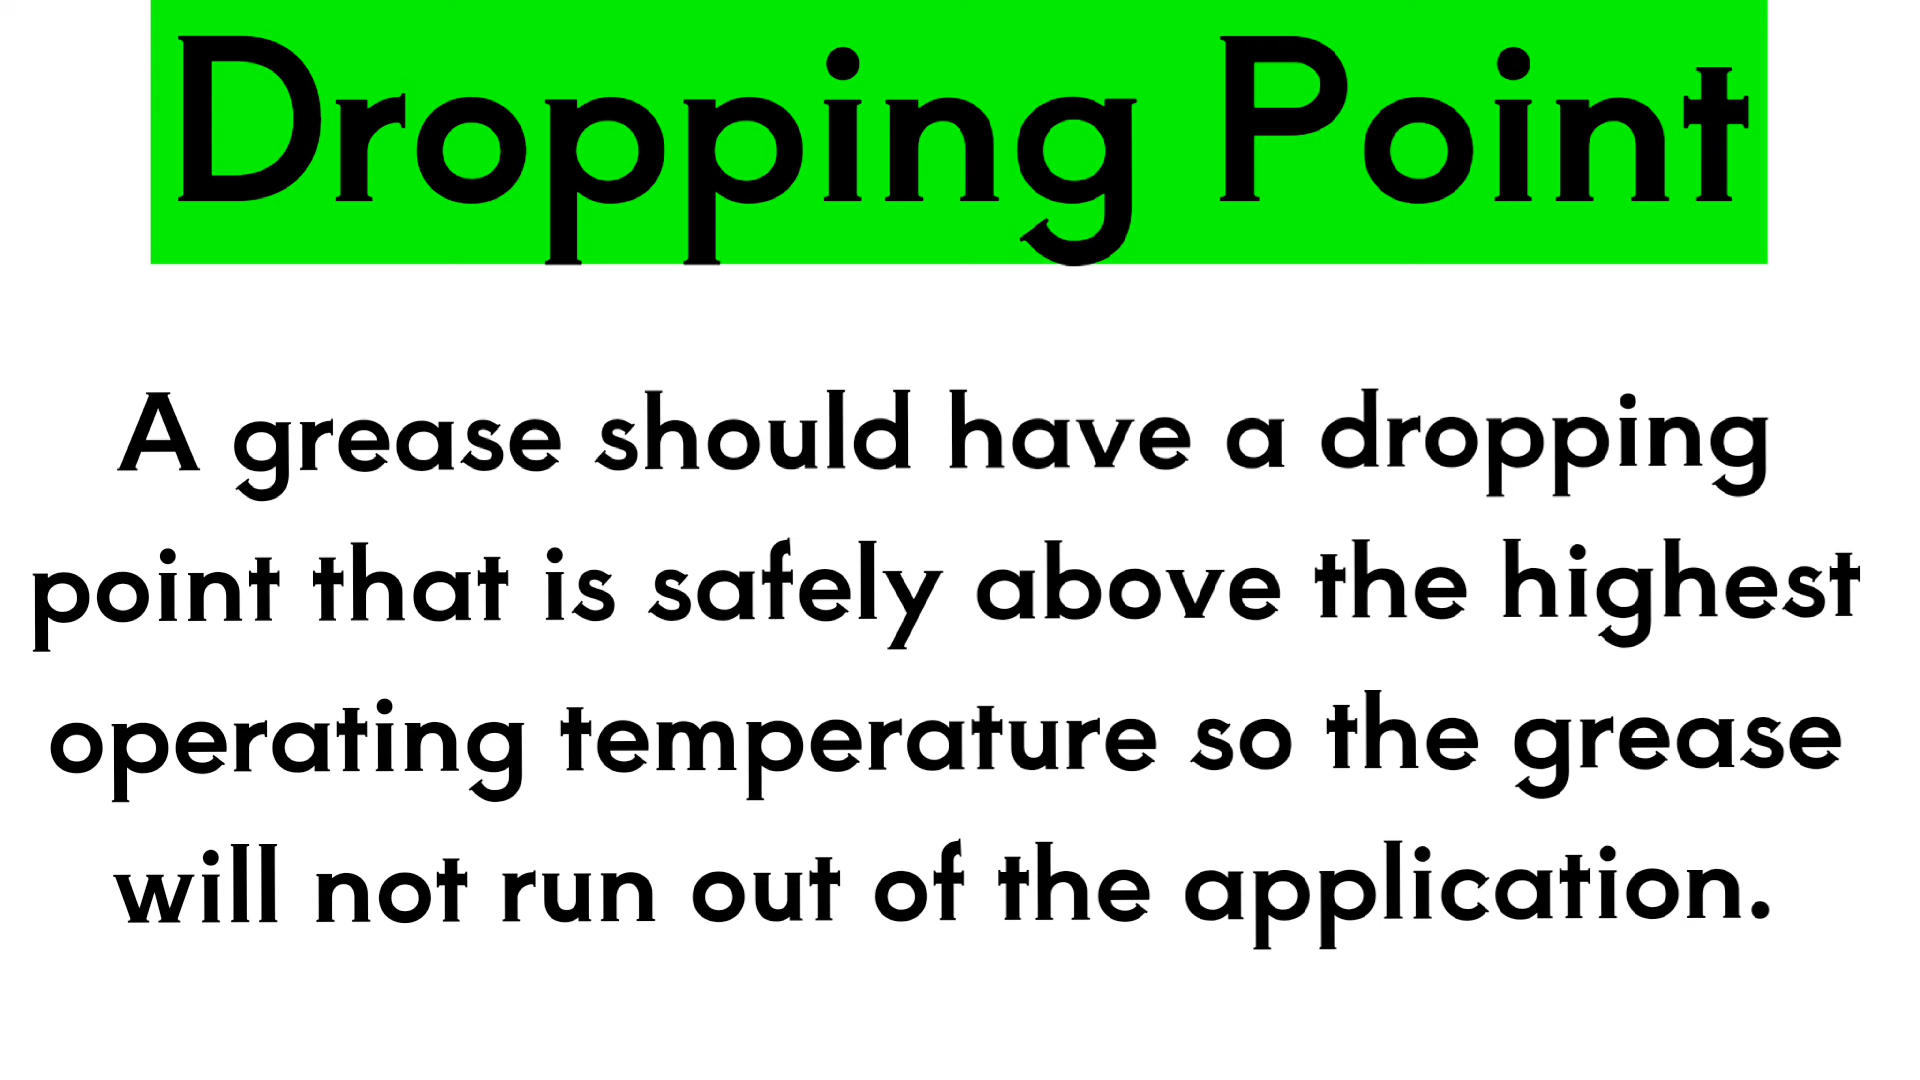 Dropping Point
A grease should have a dropping
point that is safely above the highest
operating temperature so the grease
will not run out of the application.